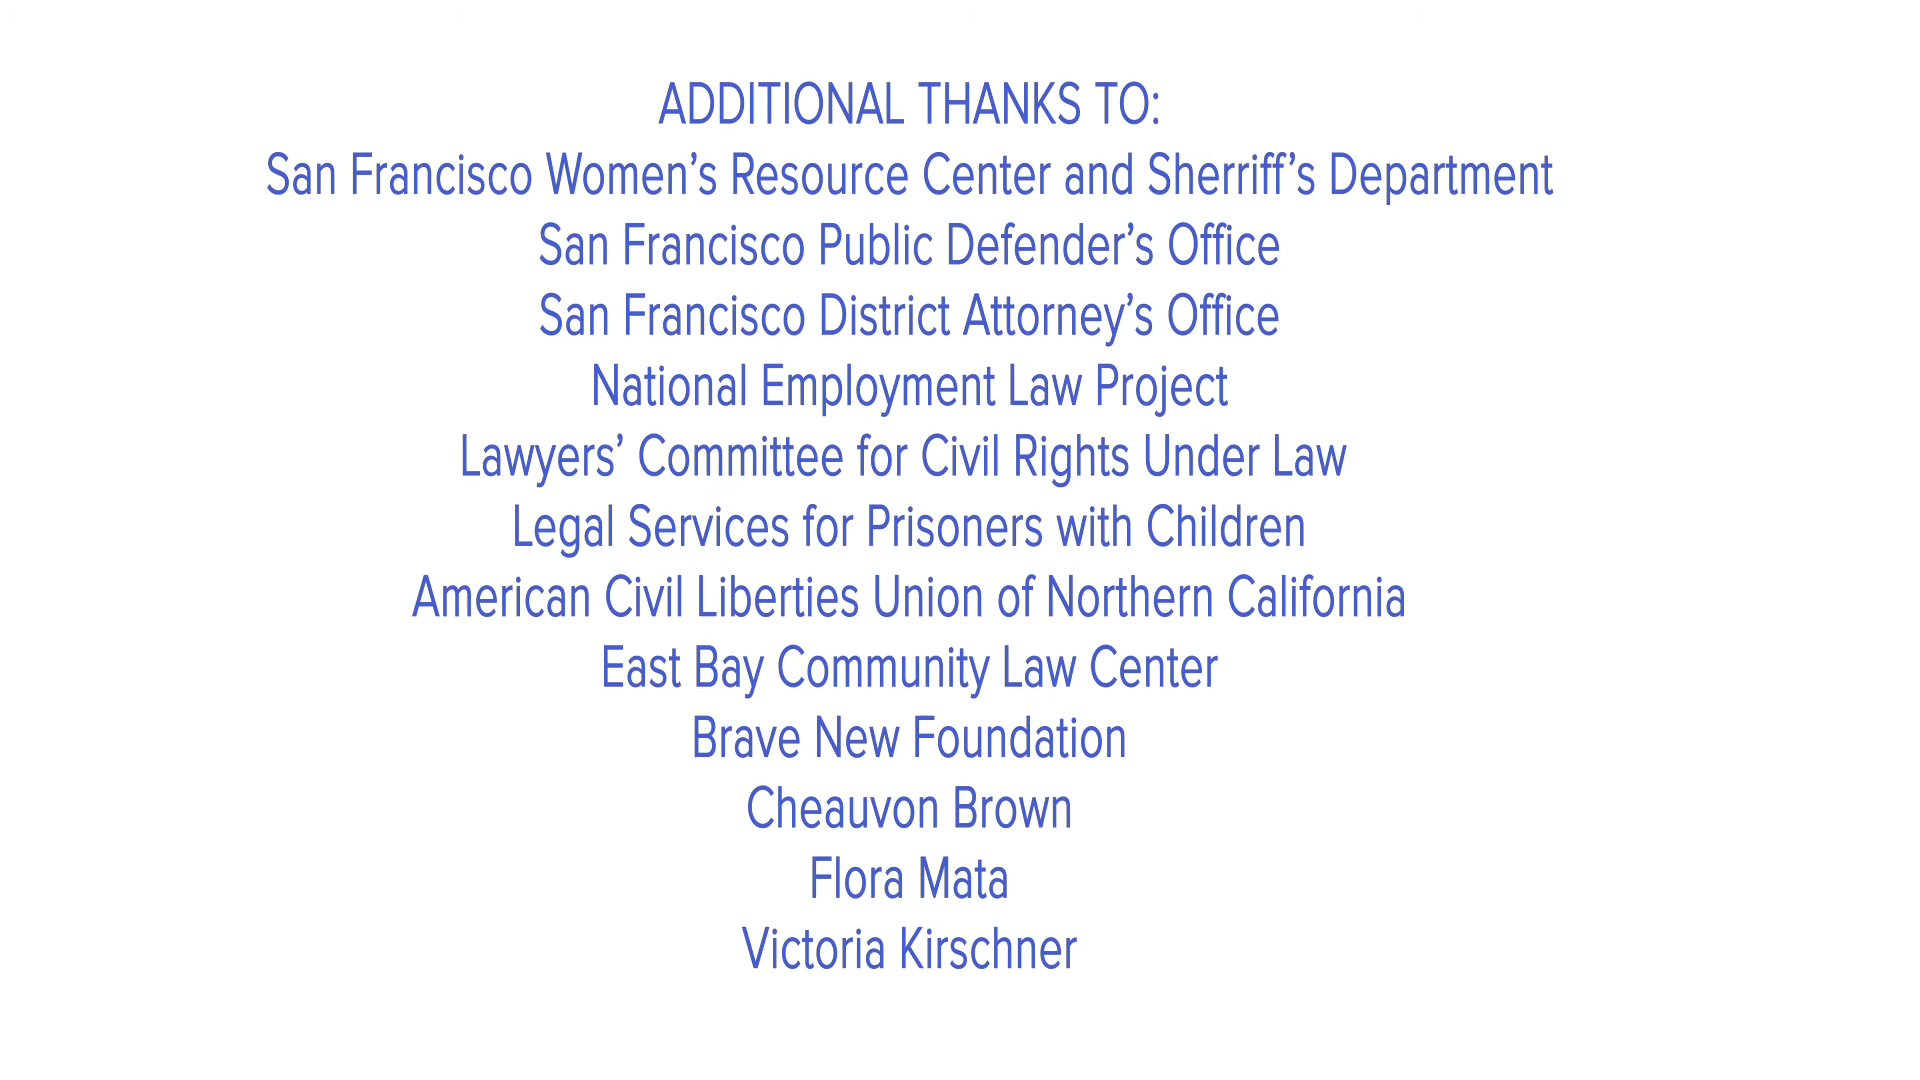 ADDITIONAL THANKS TO:
San Francisco Women’s Resource Center and Sherriff’s Department
San Francisco Public Defender’s Office
San Francisco District Attorney’s Office
National Employment Law Project
Lawyers’ Committee for Civil Rights Under Law
Legal Services for Prisoners with Children
American Civil Liberties Union of Northern California
East Bay Community Law Center
Brave New Foundation
Cheauvon Brown
Flora Mata
Victoria Kirschner